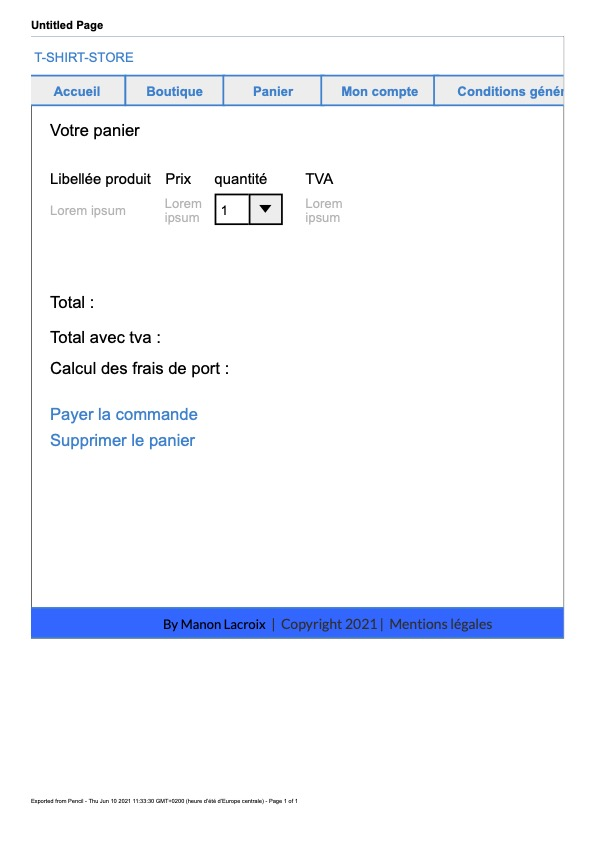 Untitled Page
T-SHIRT-STORE
Accueil Boutique Panier Mon compte Conditions génér
Votre panier
Libellée produit Prix quantité TVA
Lorem ipsum Lorem ipsum 1 Lorem ipsum
Total :
Total avec tva :
Calcul des frais de port :
Payer la commande
Supprimer le panier
By Manon Lacroix | Copyright 2021 | Mentions légales
Exported from Pencil - Thu Jun 10 2021 11:33:30 GMT+0200 (heure d'été d'Europe centrale) - Page 1 of 1